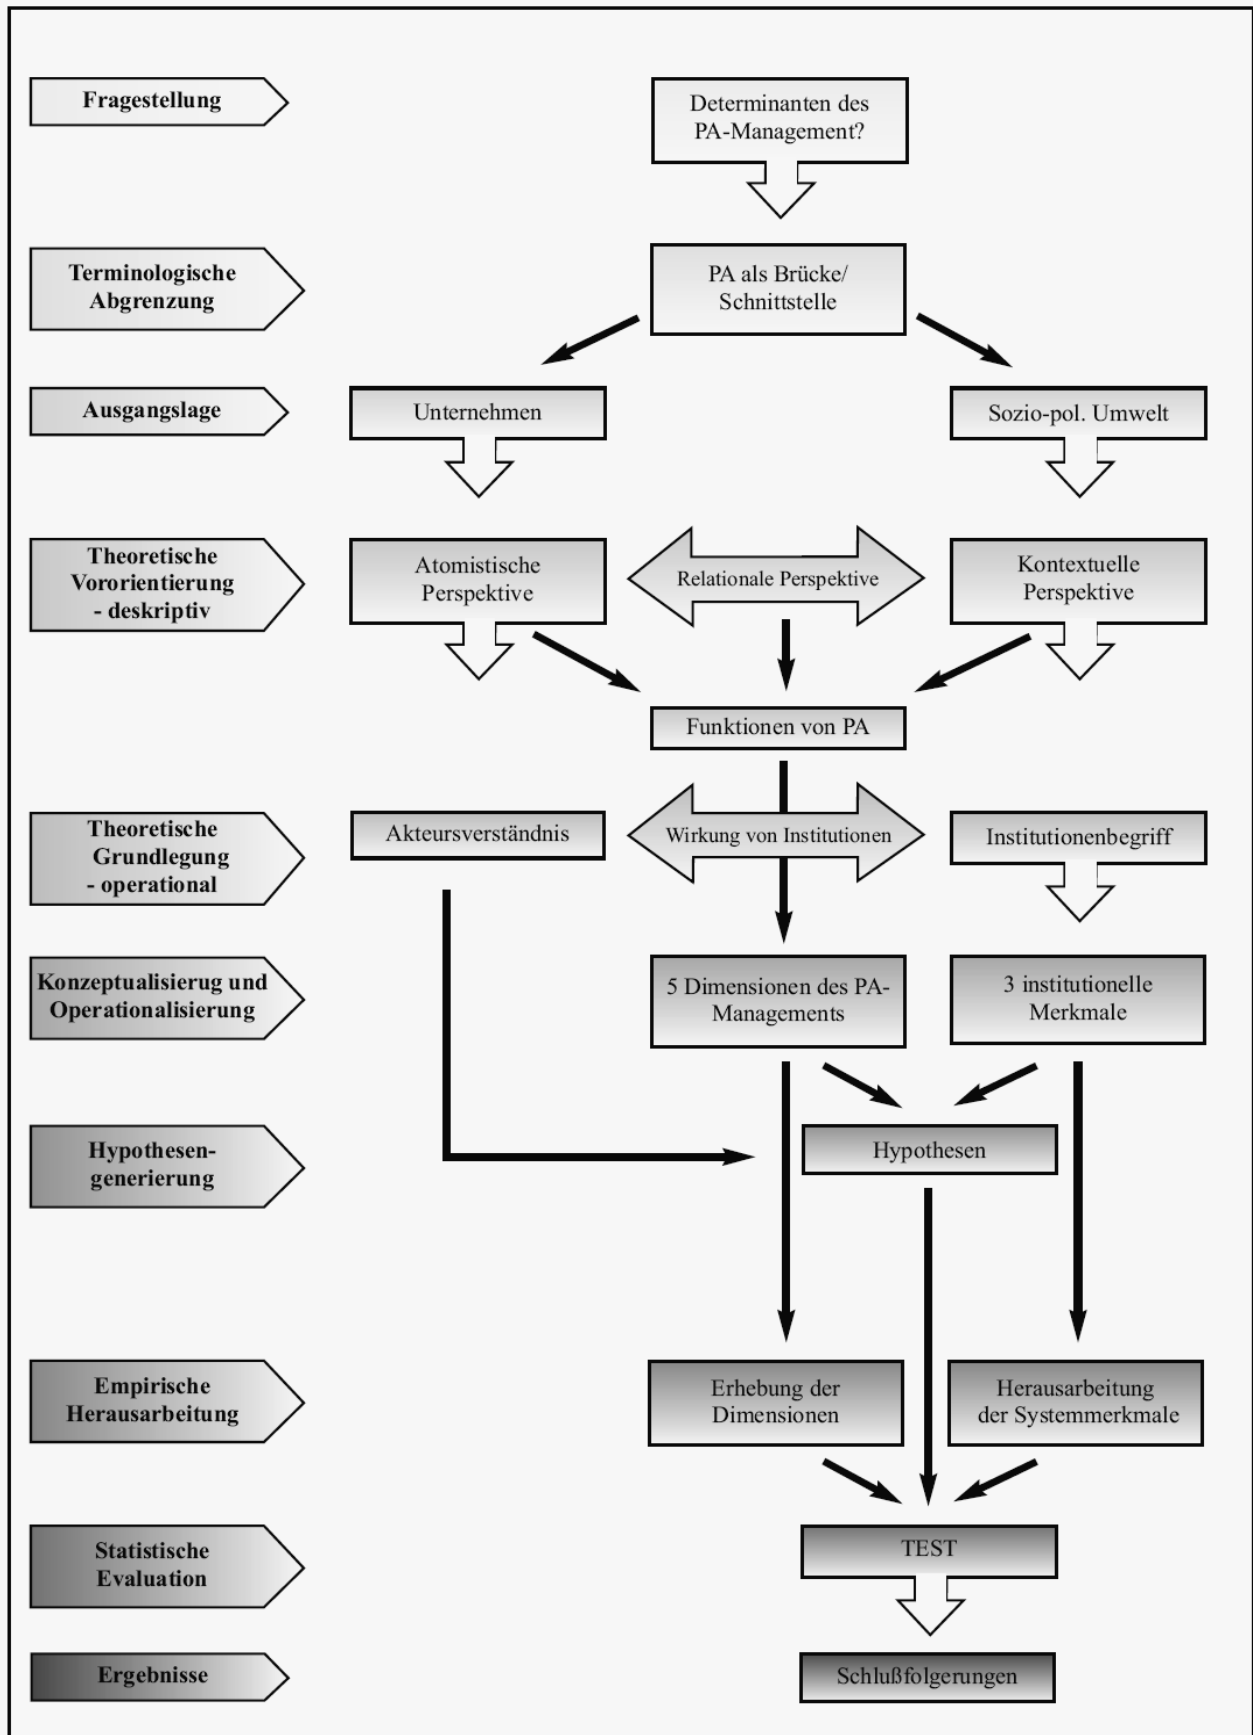 Fragestellung
Determinanten des
PA-Management?
Terminologische
Abgrenzung
PA als Brücke/
Schnittstelle
Ausgangslage
Unternehmen
Sozio-pol. Umwelt
Theoretische
Vororientierung
- deskriptiv
Atomistische
Perspektive
Relationale Perspektive
Kontextuelle
Perspektive
Funktionen von PA
Theoretische
Grundlegung
- operational
Akteursverständnis
Wirkung von Institutionen
Institutionenbegriff
Konzeptualisierug und
Operationalisierung
5 Dimensionen des PA-
Managements
3 institutionelle
Merkmale
Hypothesen-
generierung
Hypothesen
Empirische
Herausarbeitung
Erhebung der
Dimensionen
Herausarbeitung
der Systemmerkmale
Statistische
Evaluation
TEST
Ergebnisse
Schlußfolgerungen